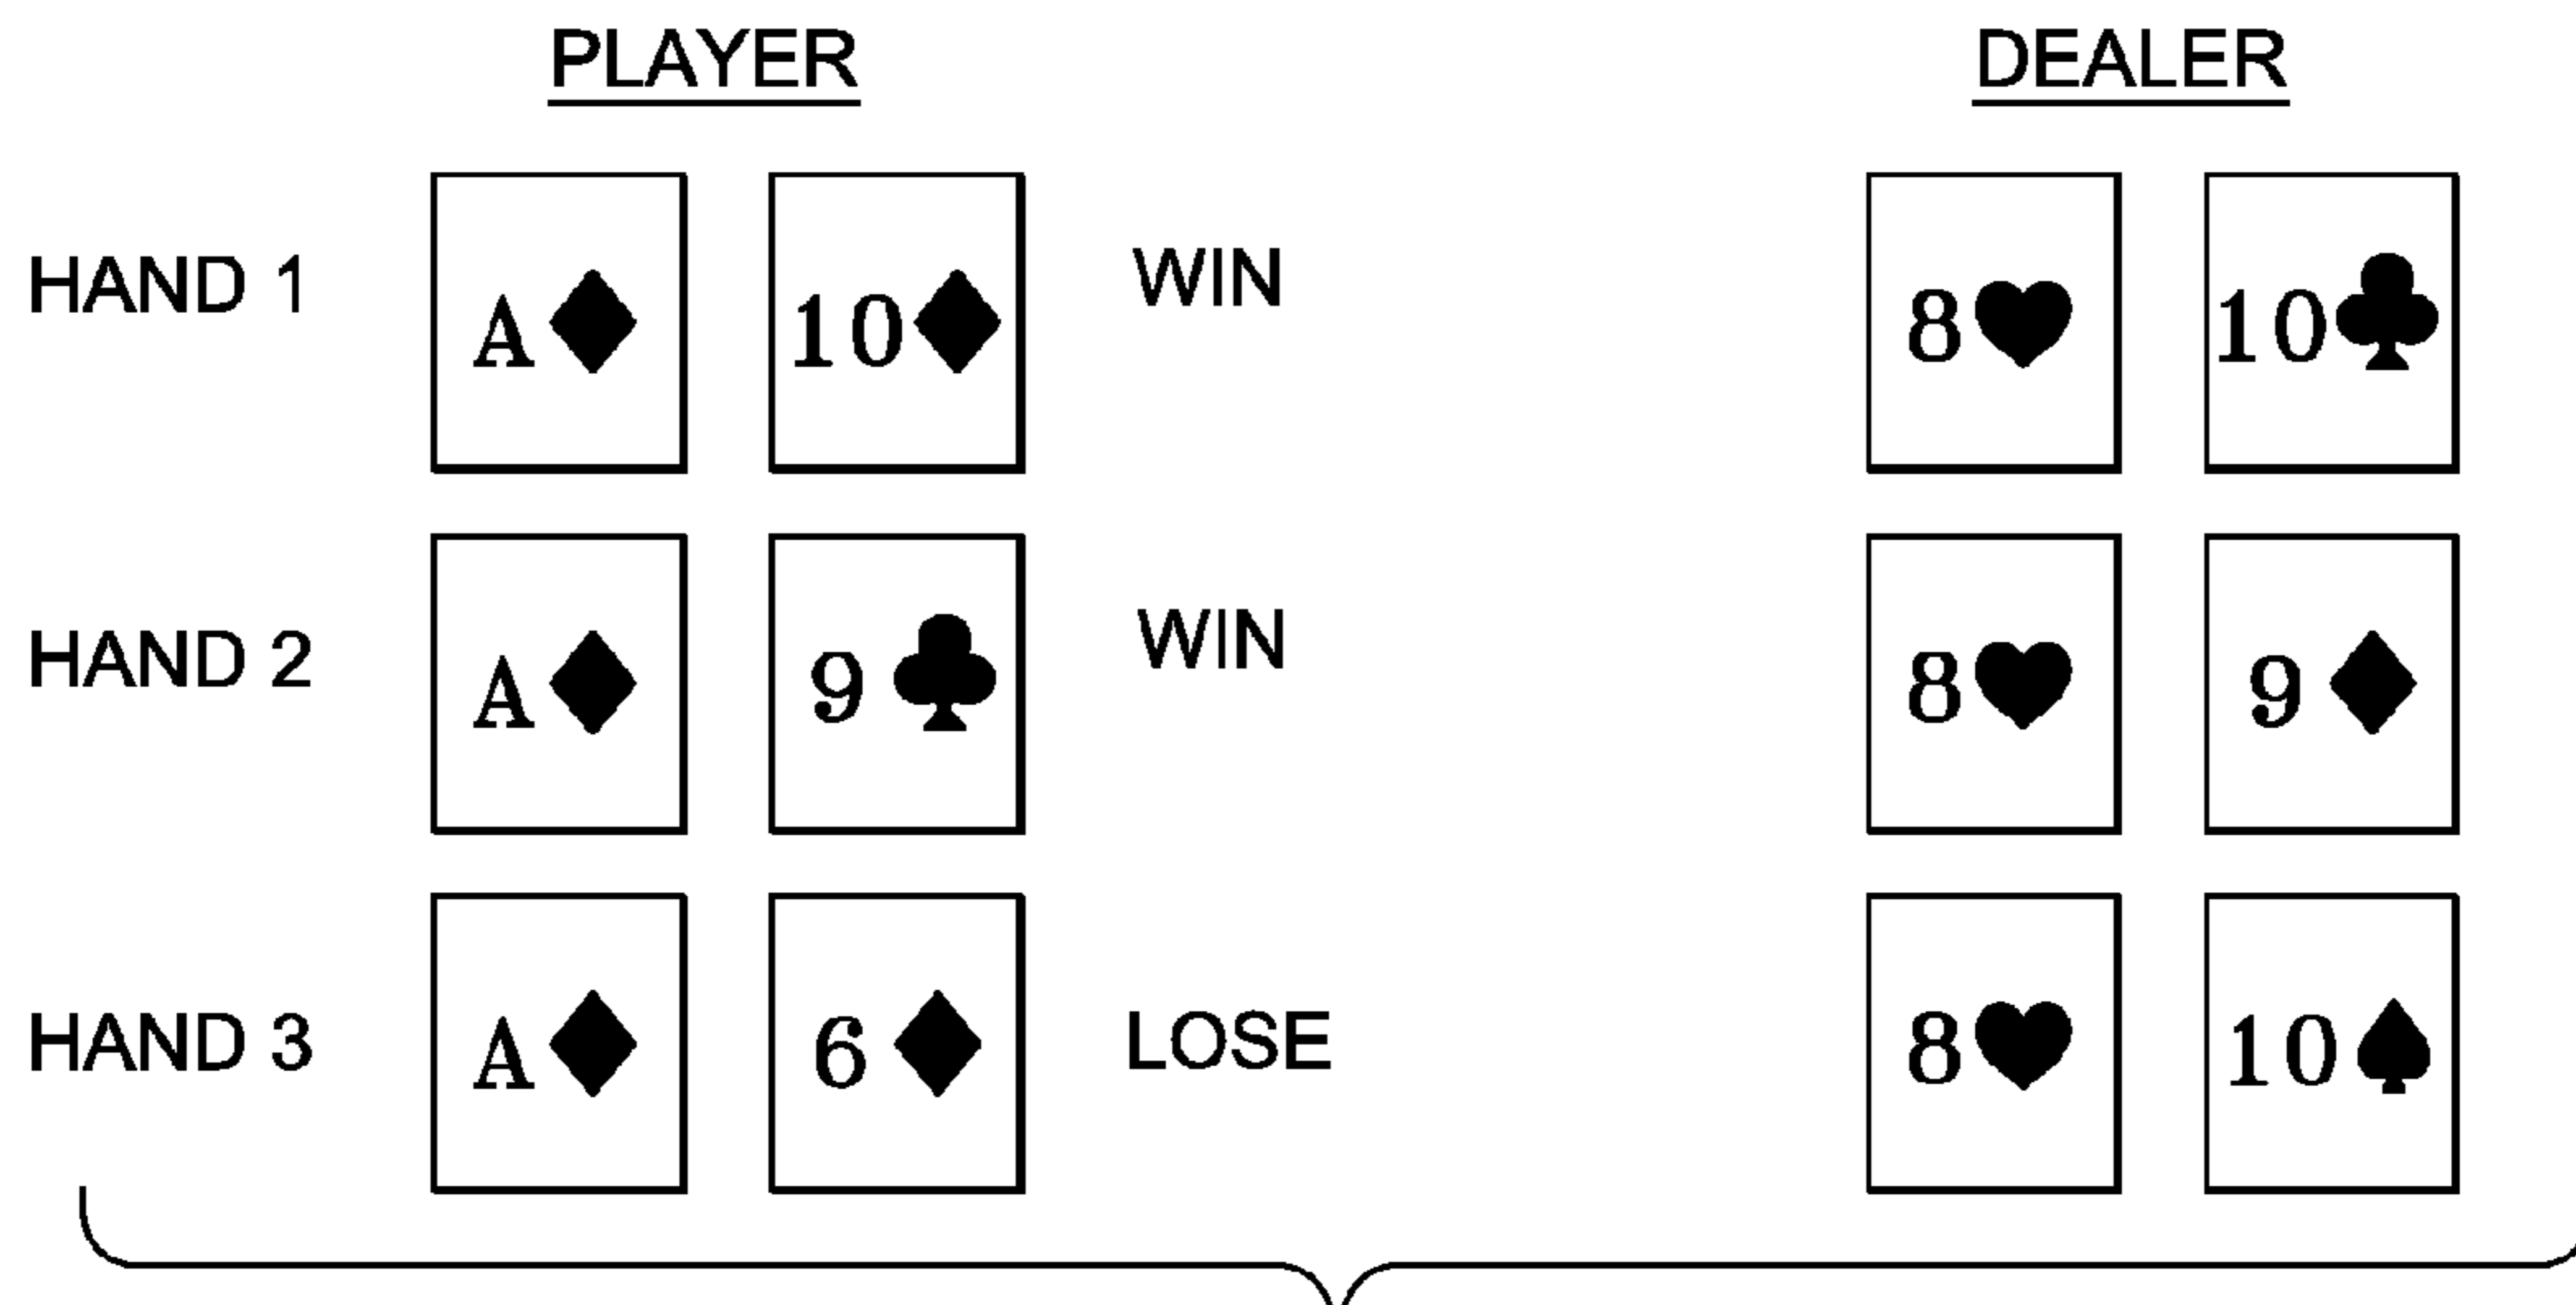 PLAYER DEALER
HAND 1 A♦ 10♦ WIN 8♥ 10♣
HAND 2 A♦ 9♣ WIN 8♥ 9♦
HAND 3 A♦ 6♦ LOSE 8♥ 10♠